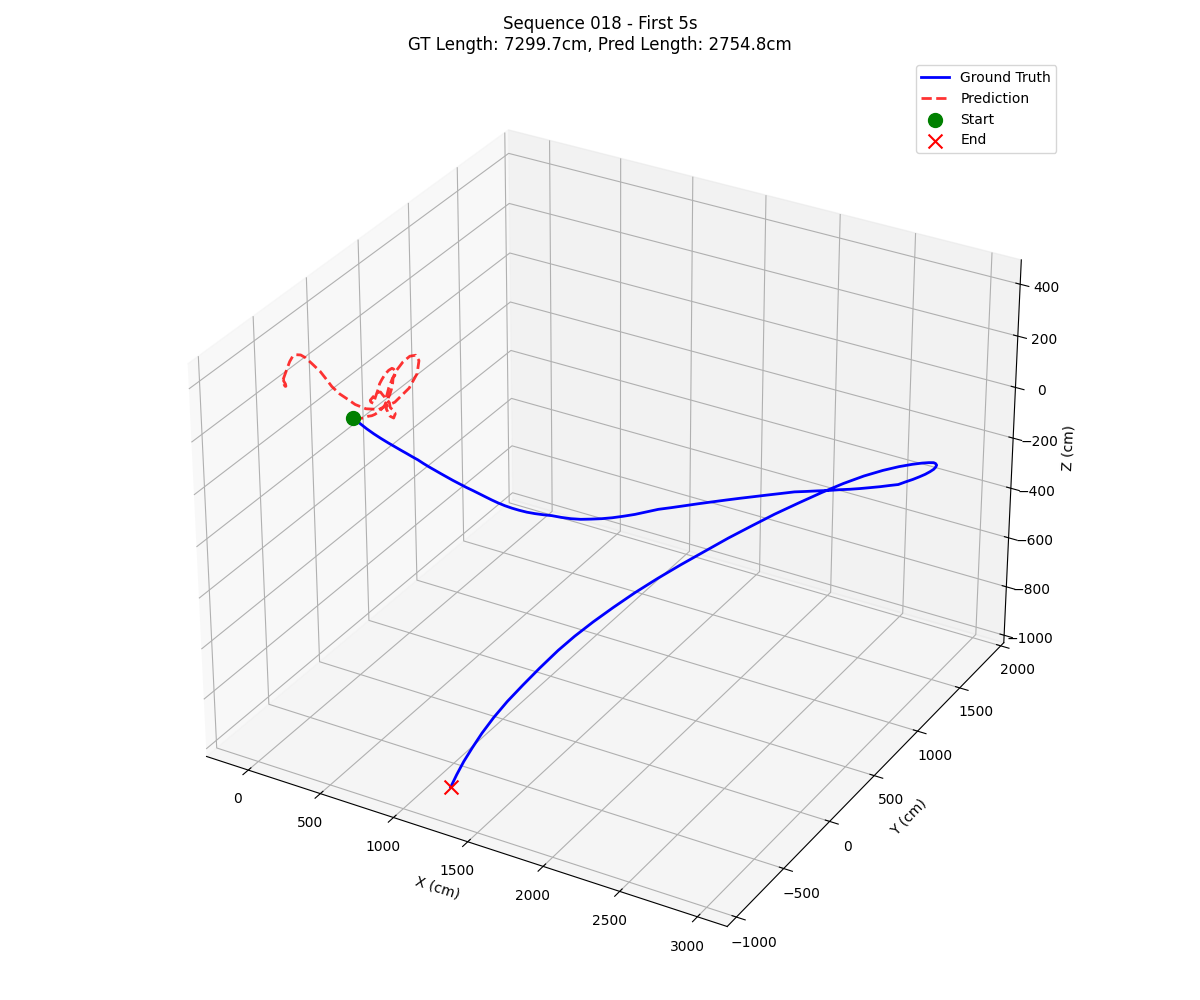 Sequence 018 - First 5s
GT Length: 7299.7cm, Pred Length: 2754.8cm
Ground Truth
Prediction
Start
End
400
200
0
−200
−400
−600
−800
−1000
Z (cm)
2000
1500
1000
500
0
−500
−1000
Y (cm)
0
500
1000
1500
2000
2500
3000
X (cm)